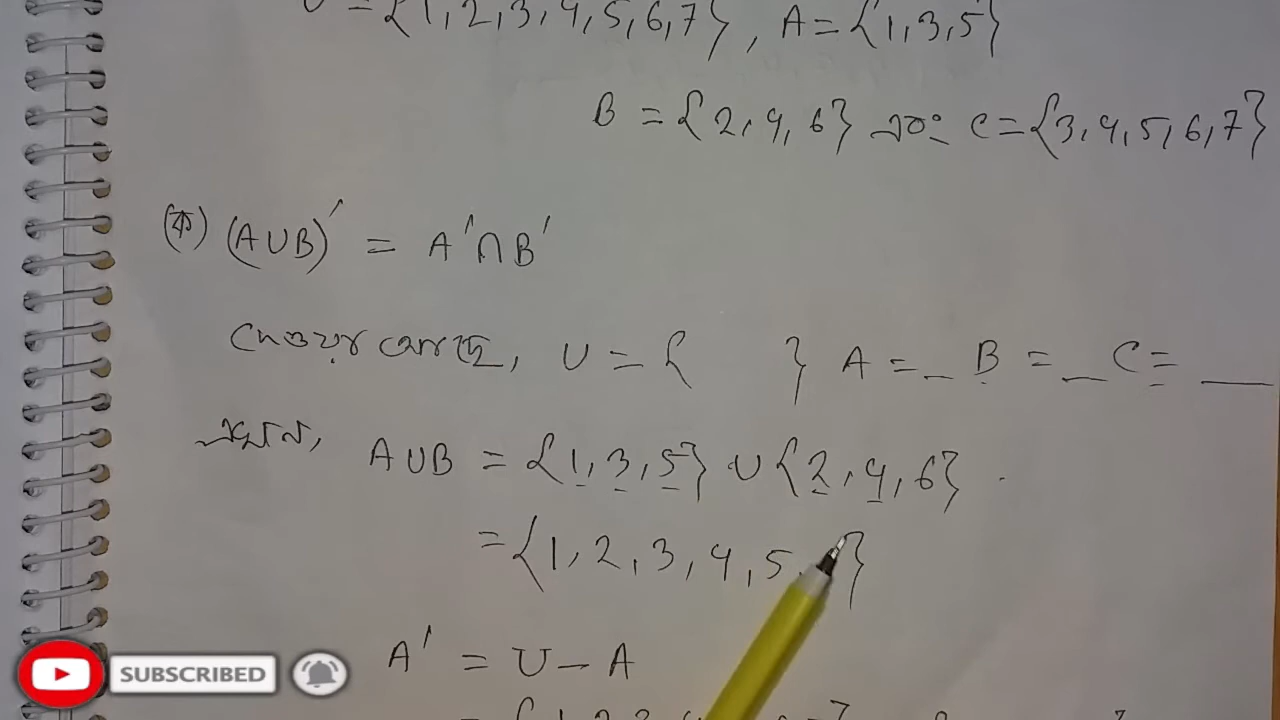 U = {1, 2, 3, 4, 5, 6, 7}, A = {1, 3, 5}
B = {2, 4, 6} এবং C = {3, 4, 5, 6, 7}
(ক) (A∪B)′ = A′∩B′
দেওয়া আছে, U = { } A = _ B = _ C = __
এখন, A∪B = {1, 3, 5} ∪ {2, 4, 6}
= {1, 2, 3, 4, 5, }
A′ = U – A
SUBSCRIBED